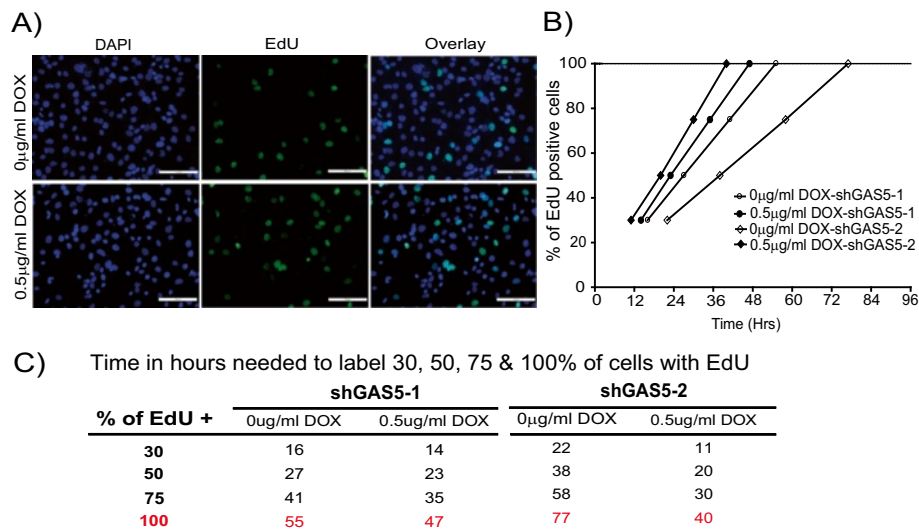 A)
DAPI EdU Overlay
0µg/ml DOX
0.5µg/ml DOX
B)
% of EdU positive cells
100
80
60
40
20
0
0 12 24 36 48 60 72 84 96
Time (Hrs)
0µg/ml DOX-shGAS5-1
0.5µg/ml DOX-shGAS5-1
0µg/ml DOX-shGAS5-2
0.5µg/ml DOX-shGAS5-2
C) Time in hours needed to label 30, 50, 75 & 100% of cells with EdU
shGAS5-1 shGAS5-2
% of EdU + 0ug/ml DOX 0.5ug/ml DOX 0µg/ml DOX 0.5ug/ml DOX
30 16 14 22 11
50 27 23 38 20
75 41 35 58 30
100 55 47 77 40